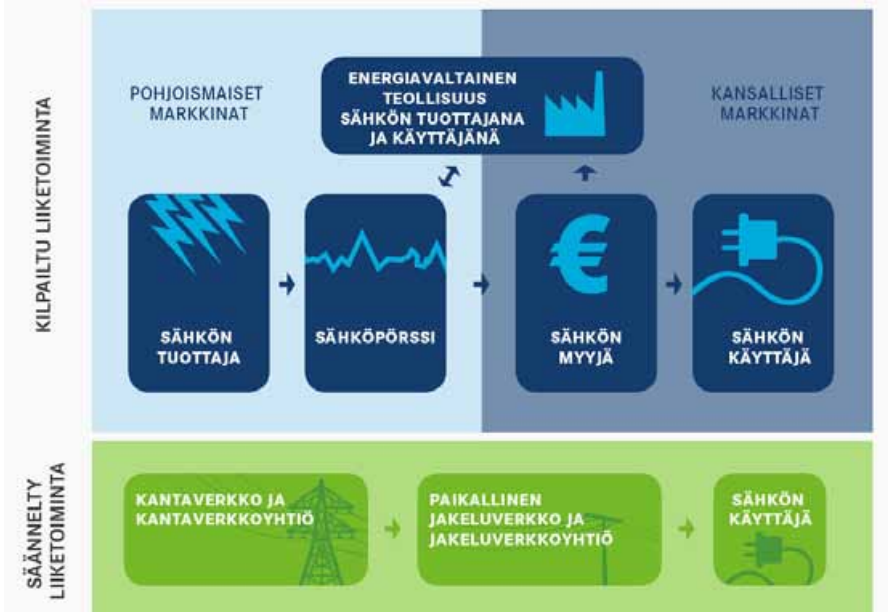 KILPAILTU LIIKETOIMINTA
POHJOISMAISET
MARKKINAT
ENERGIAVALTAINEN
TEOLLISUUS
SÄHKÖN TUOTTAJANA
JA KÄYTTÄJÄNÄ
KANSALLISET
MARKKINAT
SÄHKÖN
TUOTTAJA
SÄHKÖPÖRSSI
€
SÄHKÖN
MYYJÄ
SÄHKÖN
KÄYTTÄJÄ
SÄÄNNELTY
LIIKETOIMINTA
KANTAVERKKO JA
KANTAVERKKOYHTIÖ
PAIKALLINEN
JAKELUVERKKO JA
JAKELUVERKKOYHTIÖ
SÄHKÖN
KÄYTTÄJÄ